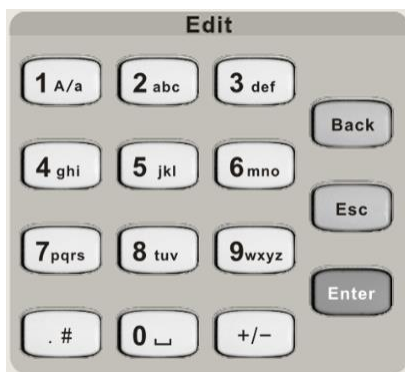 Edit
1 A/a 2 abc 3 def
Back
4 ghi 5 jkl 6 mno
Esc
7 pqrs 8 tuv 9 wxyz
Enter
. # 0 ⎵ +/−